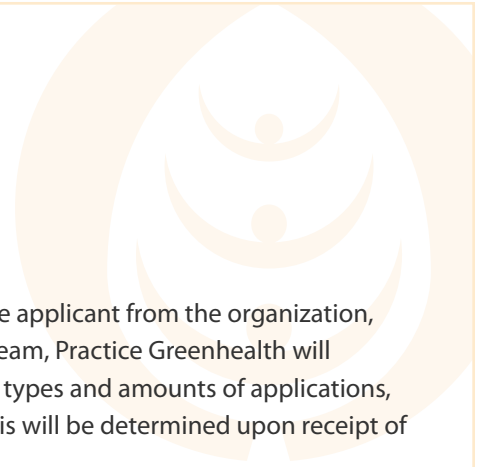 e applicant from the organization,
eam, Practice Greenhealth will
types and amounts of applications,
is will be determined upon receipt of